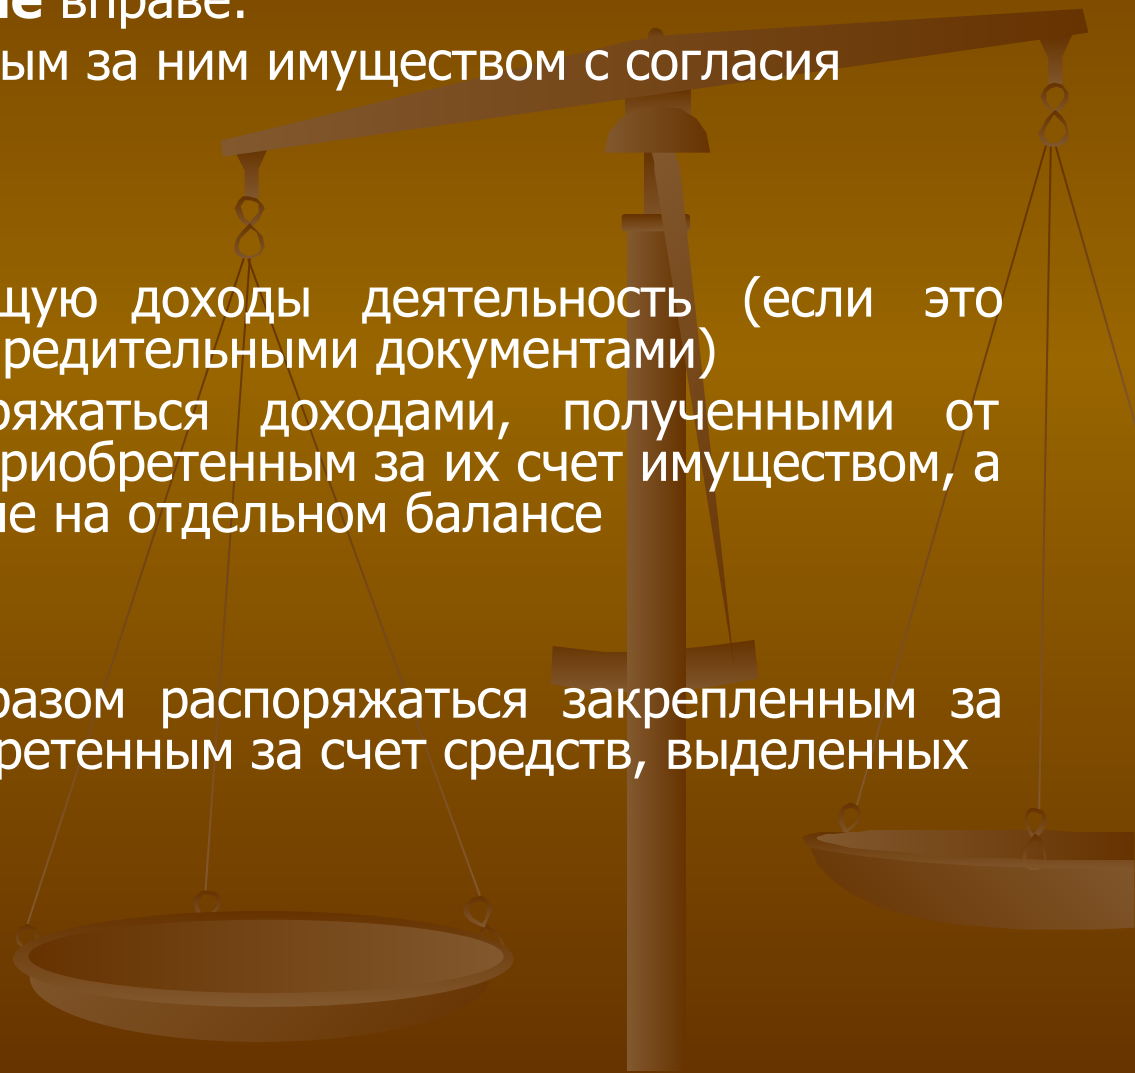 не вправе:
ым за ним имуществом с согласия
щую доходы деятельность (если это
редительными документами)
ряжаться доходами, полученными от
риобретенным за их счет имуществом, а
ие на отдельном балансе
разом распоряжаться закрепленным за
ретенным за счет средств, выделенных